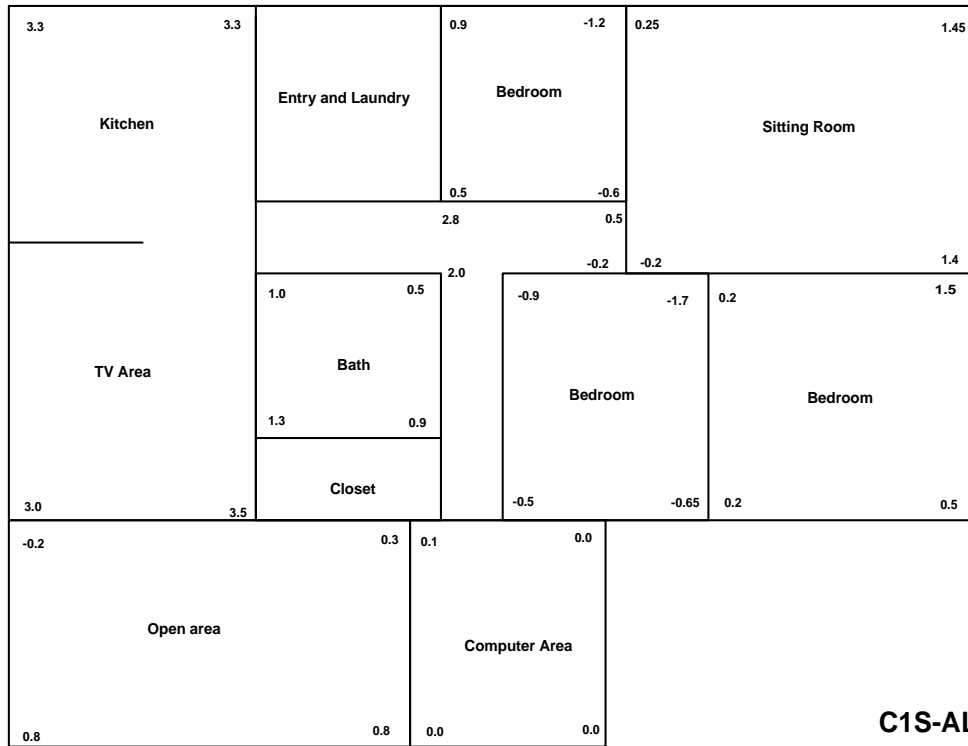 3.3 3.3 0.9 -1.2 0.25 1.45
Entry and Laundry Bedroom
Kitchen Sitting Room
0.5 -0.6
2.8 0.5
-0.2 -0.2 1.4
2.0
1.0 0.5 -0.9 -1.7 0.2 1.5
TV Area Bath
Bedroom Bedroom
1.3 0.9
Closet
3.0 3.5 -0.5 -0.65 0.2 0.5
-0.2 0.3 0.1 0.0
Open area
Computer Area
C1S-AL
0.8 0.8 0.0 0.0